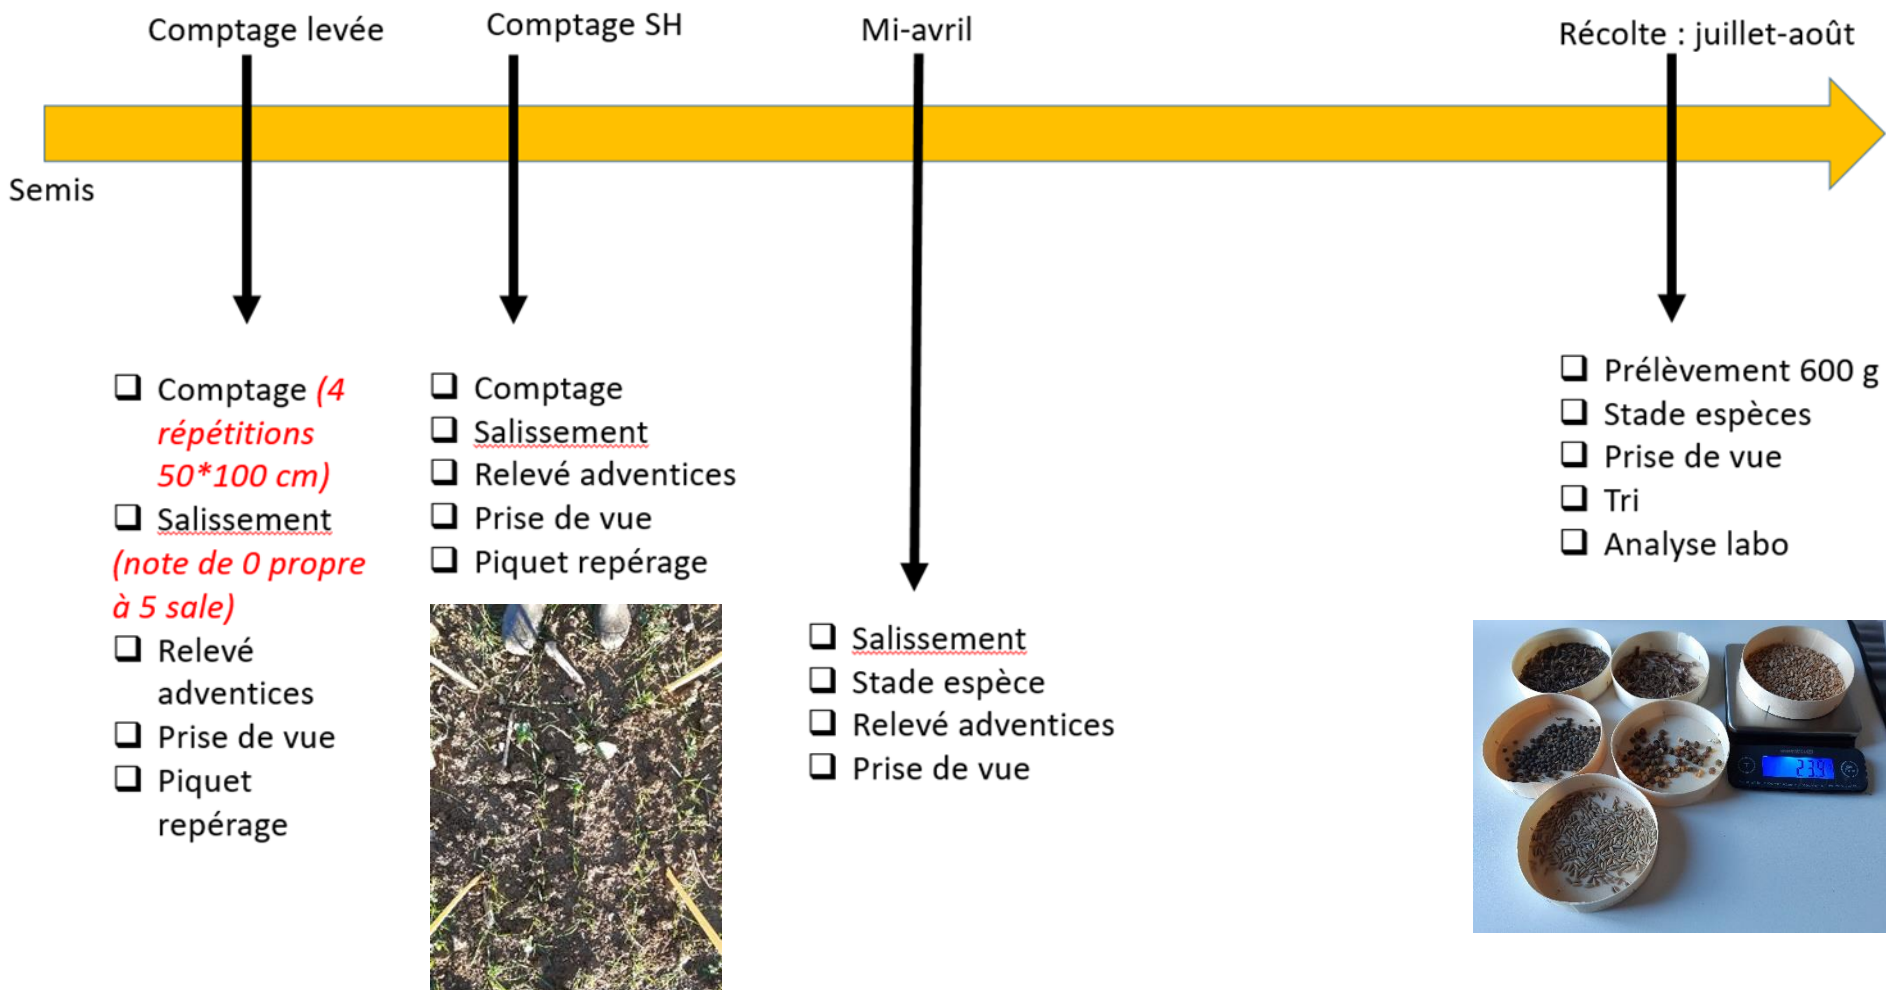 Comptage levée
Comptage SH
Mi-avril
Récolte : juillet-août
Semis
Comptage (4
répétitions
50*100 cm)
Salissement
(note de 0 propre
à 5 sale)
Relevé
adventices
Prise de vue
Piquet
repérage
Comptage
Salissement
Relevé adventices
Prise de vue
Piquet repérage
Salissement
Stade espèce
Relevé adventices
Prise de vue
Prélèvement 600 g
Stade espèces
Prise de vue
Tri
Analyse labo